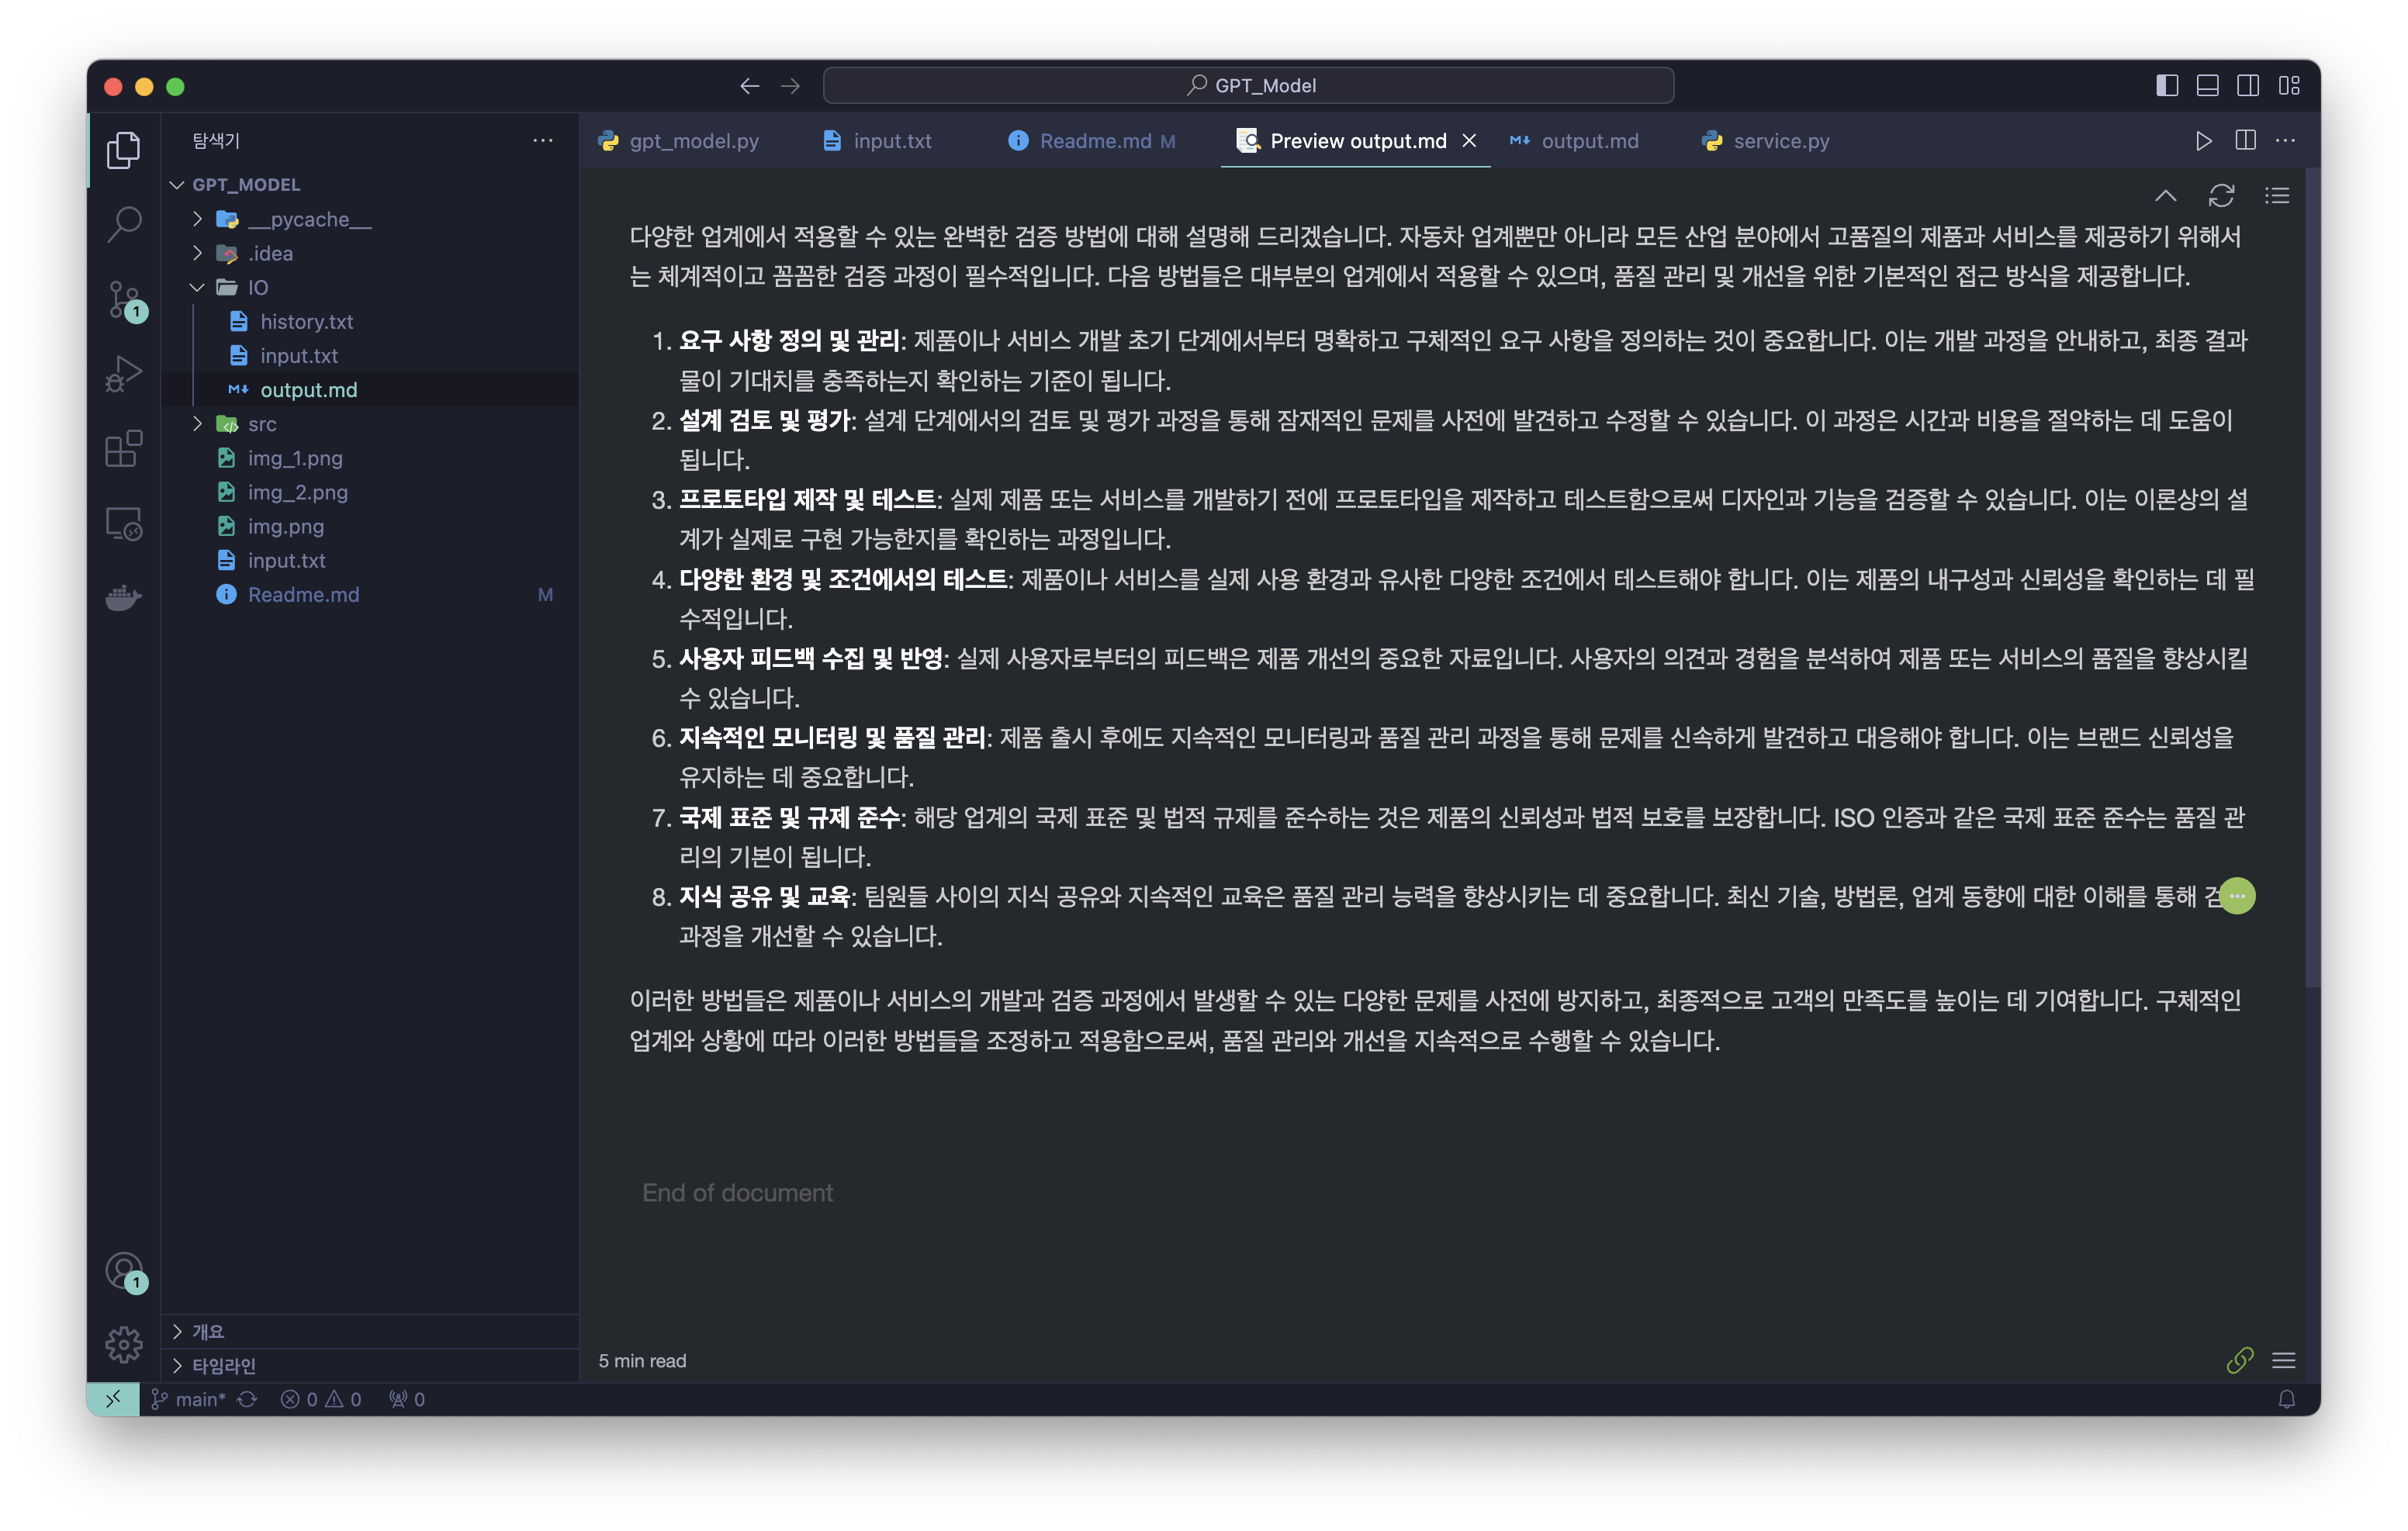 GPT_Model
탐색기
gpt_model.py
input.txt
Readme.md M
Preview output.md
output.md
service.py
GPT_MODEL
__pycache__
.idea
IO
history.txt
input.txt
output.md
src
img_1.png
img_2.png
img.png
input.txt
Readme.md M
1
1
개요
타임라인
다양한 업계에서 적용할 수 있는 완벽한 검증 방법에 대해 설명해 드리겠습니다. 자동차 업계뿐만 아니라 모든 산업 분야에서 고품질의 제품과 서비스를 제공하기 위해서
는 체계적이고 꼼꼼한 검증 과정이 필수적입니다. 다음 방법들은 대부분의 업계에서 적용할 수 있으며, 품질 관리 및 개선을 위한 기본적인 접근 방식을 제공합니다.
1. 요구 사항 정의 및 관리: 제품이나 서비스 개발 초기 단계에서부터 명확하고 구체적인 요구 사항을 정의하는 것이 중요합니다. 이는 개발 과정을 안내하고, 최종 결과
물이 기대치를 충족하는지 확인하는 기준이 됩니다.
2. 설계 검토 및 평가: 설계 단계에서의 검토 및 평가 과정을 통해 잠재적인 문제를 사전에 발견하고 수정할 수 있습니다. 이 과정은 시간과 비용을 절약하는 데 도움이
됩니다.
3. 프로토타입 제작 및 테스트: 실제 제품 또는 서비스를 개발하기 전에 프로토타입을 제작하고 테스트함으로써 디자인과 기능을 검증할 수 있습니다. 이는 이론상의 설
계가 실제로 구현 가능한지를 확인하는 과정입니다.
4. 다양한 환경 및 조건에서의 테스트: 제품이나 서비스를 실제 사용 환경과 유사한 다양한 조건에서 테스트해야 합니다. 이는 제품의 내구성과 신뢰성을 확인하는 데 필
수적입니다.
5. 사용자 피드백 수집 및 반영: 실제 사용자로부터의 피드백은 제품 개선의 중요한 자료입니다. 사용자의 의견과 경험을 분석하여 제품 또는 서비스의 품질을 향상시킬
수 있습니다.
6. 지속적인 모니터링 및 품질 관리: 제품 출시 후에도 지속적인 모니터링과 품질 관리 과정을 통해 문제를 신속하게 발견하고 대응해야 합니다. 이는 브랜드 신뢰성을
유지하는 데 중요합니다.
7. 국제 표준 및 규제 준수: 해당 업계의 국제 표준 및 법적 규제를 준수하는 것은 제품의 신뢰성과 법적 보호를 보장합니다. ISO 인증과 같은 국제 표준 준수는 품질 관
리의 기본이 됩니다.
8. 지식 공유 및 교육: 팀원들 사이의 지식 공유와 지속적인 교육은 품질 관리 능력을 향상시키는 데 중요합니다. 최신 기술, 방법론, 업계 동향에 대한 이해를 통해
과정을 개선할 수 있습니다.
이러한 방법들은 제품이나 서비스의 개발과 검증 과정에서 발생할 수 있는 다양한 문제를 사전에 방지하고, 최종적으로 고객의 만족도를 높이는 데 기여합니다. 구체적인
업계와 상황에 따라 이러한 방법들을 조정하고 적용함으로써, 품질 관리와 개선을 지속적으로 수행할 수 있습니다.
End of document
5 min read
main* 0 0 0